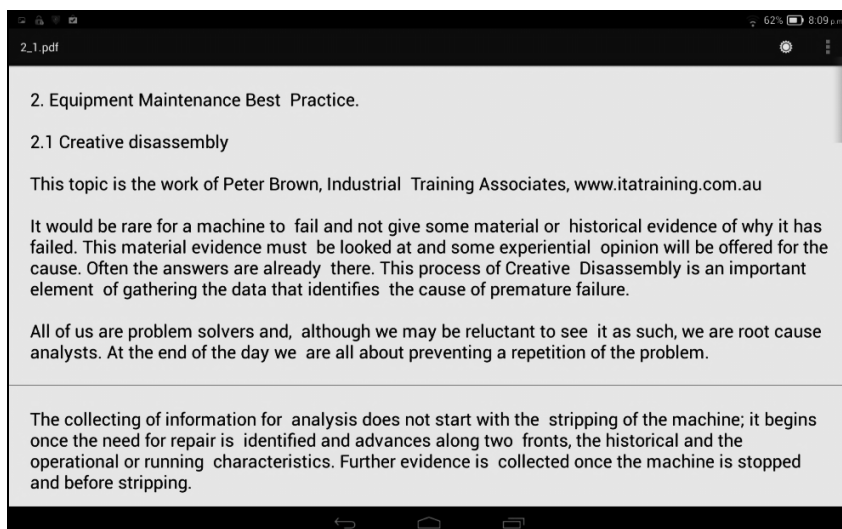 62% 8:09 p.m
2_1.pdf
2. Equipment Maintenance Best Practice.
2.1 Creative disassembly
This topic is the work of Peter Brown, Industrial Training Associates, www.itatraining.com.au
It would be rare for a machine to fail and not give some material or historical evidence of why it has
failed. This material evidence must be looked at and some experiential opinion will be offered for the
cause. Often the answers are already there. This process of Creative Disassembly is an important
element of gathering the data that identifies the cause of premature failure.
All of us are problem solvers and, although we may be reluctant to see it as such, we are root cause
analysts. At the end of the day we are all about preventing a repetition of the problem.
The collecting of information for analysis does not start with the stripping of the machine; it begins
once the need for repair is identified and advances along two fronts, the historical and the
operational or running characteristics. Further evidence is collected once the machine is stopped
and before stripping.